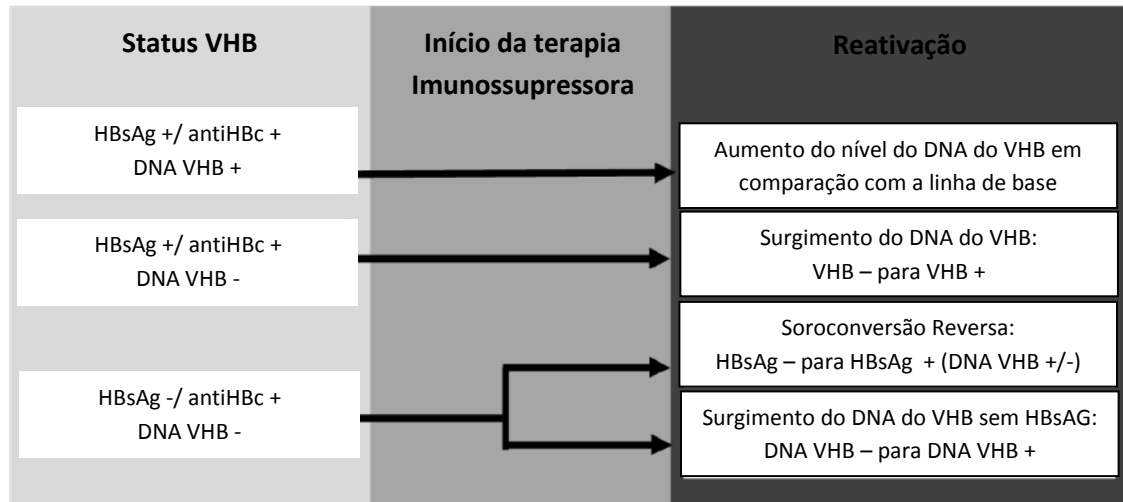 Status VHB
Início da terapia
Imunossupressora
Reativação
HBsAg +/ antiHBc +
DNA VHB +
Aumento do nível do DNA do VHB em
comparação com a linha de base
HBsAg +/ antiHBc +
DNA VHB -
Surgimento do DNA do VHB:
VHB – para VHB +
HBsAg -/ antiHBc +
DNA VHB -
Soroconversão Reversa:
HBsAg – para HBsAg + (DNA VHB +/-)
Surgimento do DNA do VHB sem HBsAG:
DNA VHB – para DNA VHB +